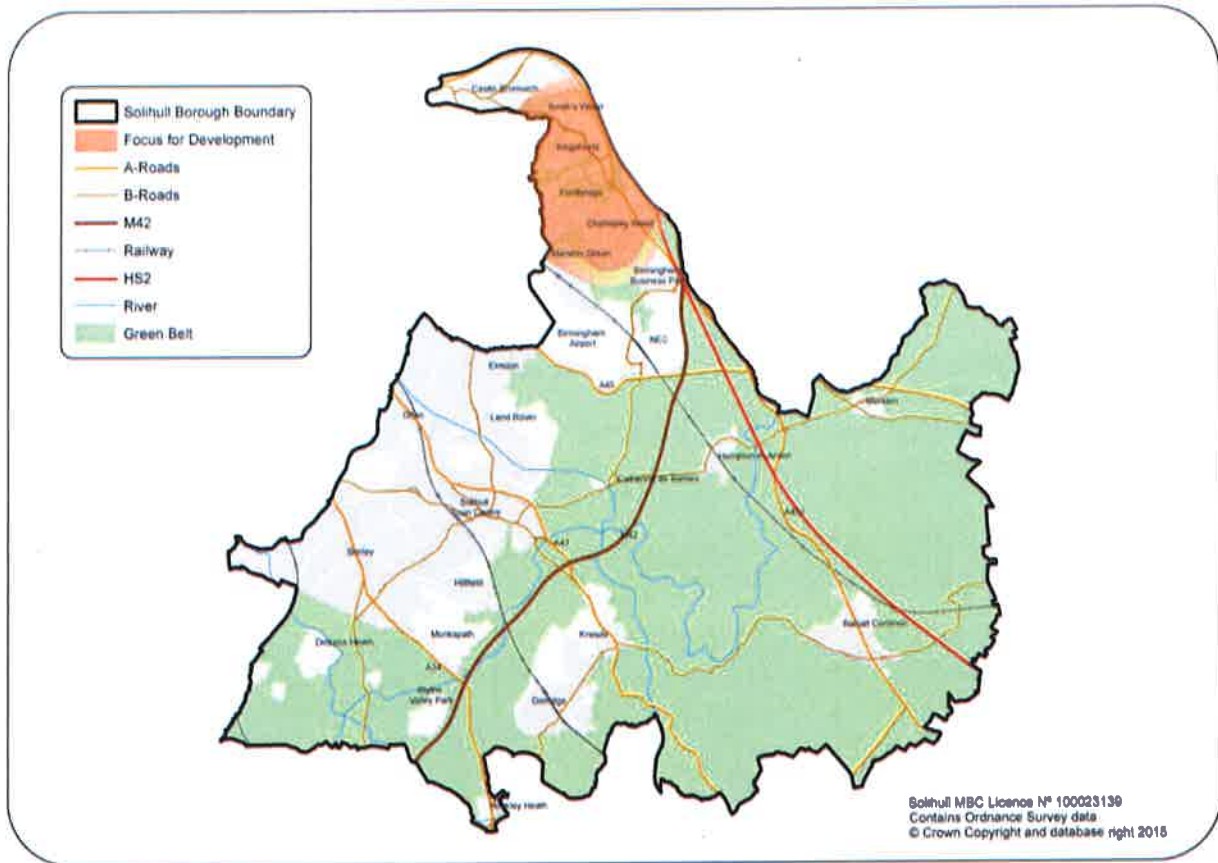 Solihull Borough Boundary
Focus for Development
A-Roads
B-Roads
M42
Railway
HS2
River
Green Belt
Castle Bromwich
Smith's Wood
Kingshurst
Fordbridge
Chelmsley Wood
Marston Green
Birmingham
Business Park
Birmingham
Airport
NEC
Elmdon
A45
Land Rover
Olton
Meriden
Hampton in Arden
Catherine de Barnes
Solihull
Town Centre
A452
M42
A41
Shirley
Hillfield
Monkspath
Knowle
Balsall Common
Dickens Heath
A34
Blythe
Valley Park
Dorridge
Hockley Heath
Solihull MBC Licence Nº 100023139
Contains Ordnance Survey data
© Crown Copyright and database right 2015